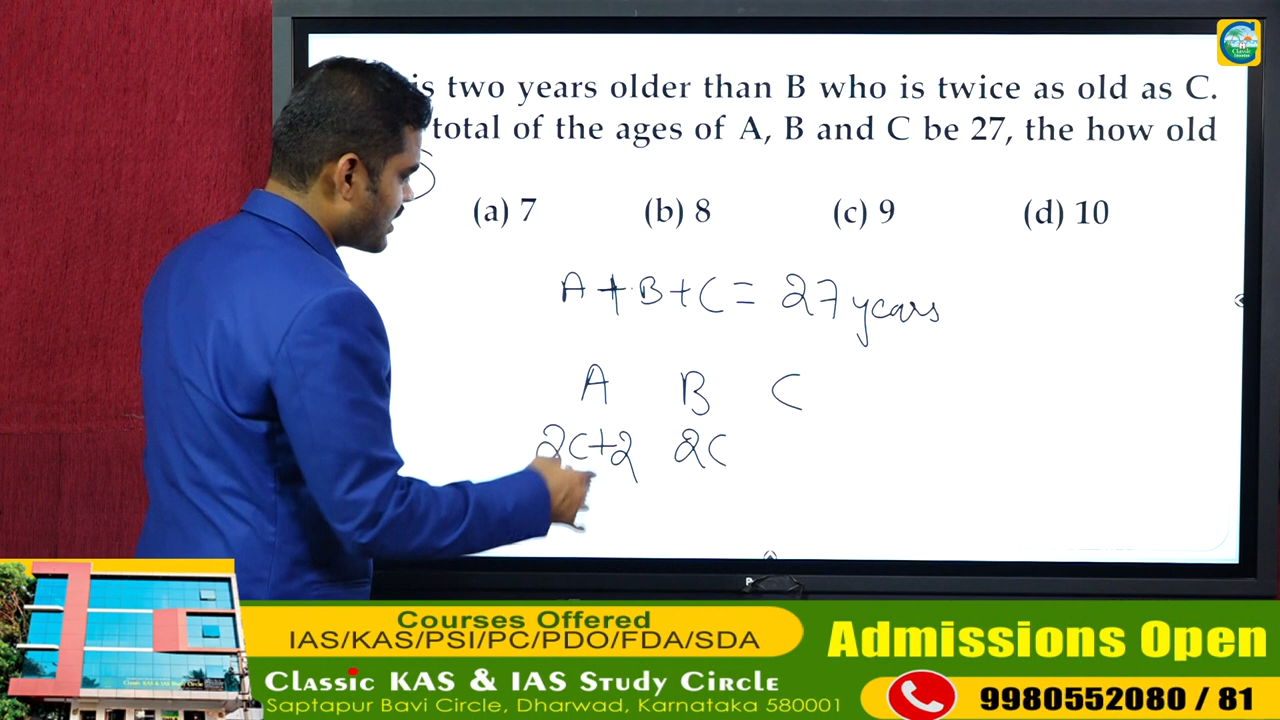 is two years older than B who is twice as old as C.
total of the ages of A, B and C be 27, the how old
(a) 7 (b) 8 (c) 9 (d) 10
A+B+C = 27 years
A B C
2C+2 2C
Classic
Courses Offered
IAS/KAS/PSI/PC/PDO/FDA/SDA
Classic KAS & IAS Study Circle
Saptapur Bavi Circle, Dharwad, Karnataka 580001
Admissions Open
9980552080 / 81